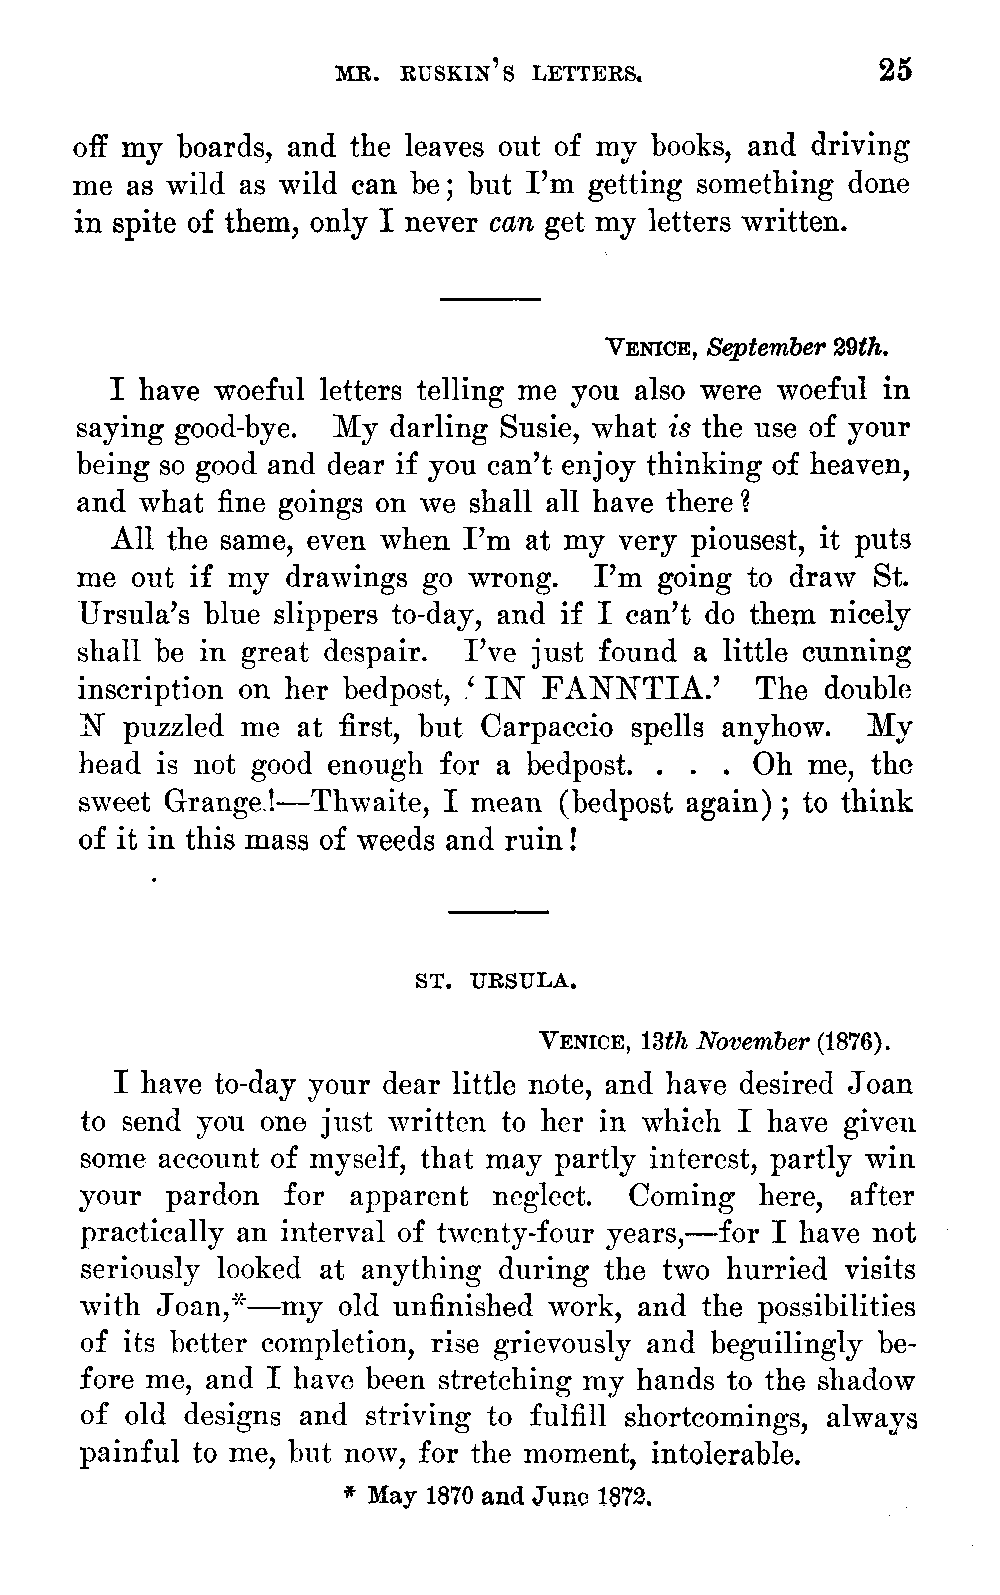 MR. RUSKIN'S LETTERS. 25
off my boards, and the leaves out of my books, and driving
me as wild as wild can be; but I'm getting something done
in spite of them, only I never can get my letters written.
VENICE, September 29th.
I have woeful letters telling me you also were woeful in
saying good-bye. My darling Susie, what is the use of your
being so good and dear if you can't enjoy thinking of heaven,
and what fine goings on we shall all have there?
All the same, even when I'm at my very piousest, it puts
me out if my drawings go wrong. I'm going to draw St.
Ursula's blue slippers to-day, and if I can't do them nicely
shall be in great despair. I've just found a little cunning
inscription on her bedpost, 'IN FANNTIA.' The double
N puzzled me at first, but Carpaccio spells anyhow. My
head is not good enough for a bedpost. . . . Oh me, the
sweet Grange!—Thwaite, I mean (bedpost again); to think
of it in this mass of weeds and ruin!
ST. URSULA.
VENICE, 13th November (1876).
I have to-day your dear little note, and have desired Joan
to send you one just written to her in which I have given
some account of myself, that may partly interest, partly win
your pardon for apparent neglect. Coming here, after
practically an interval of twenty-four years,—for I have not
seriously looked at anything during the two hurried visits
with Joan,*—my old unfinished work, and the possibilities
of its better completion, rise grievously and beguilingly be-
fore me, and I have been stretching my hands to the shadow
of old designs and striving to fulfill shortcomings, always
painful to me, but now, for the moment, intolerable.
* May 1870 and June 1872.